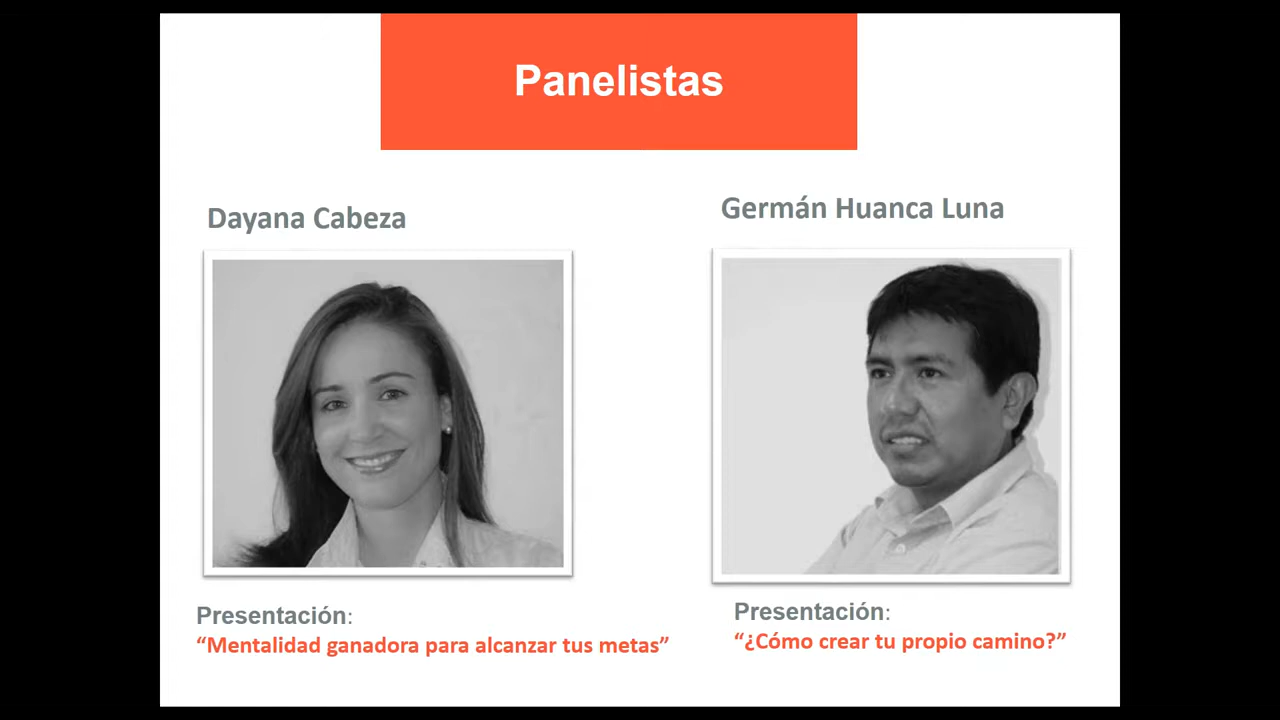 Panelistas
Dayana Cabeza
Germán Huanca Luna
Presentación:
“Mentalidad ganadora para alcanzar tus metas”
Presentación:
“¿Cómo crear tu propio camino?”